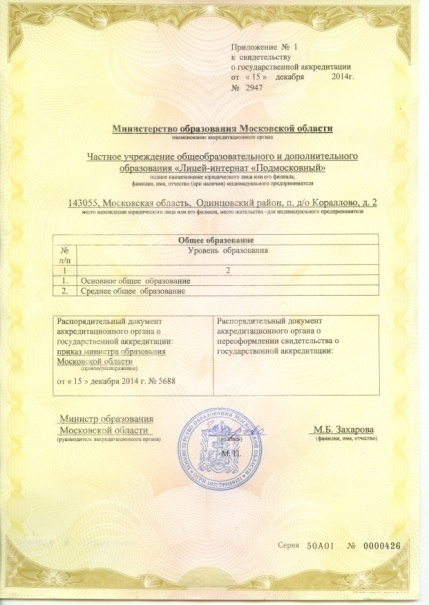 Приложение № 1
к свидетельству
о государственной аккредитации
от « 15 » декабря 2014г.
№ 2947
Министерство образования Московской области
наименование аккредитационного органа
Частное учреждение общеобразовательного и дополнительного
образования «Лицей-интернат «Подмосковный»
полное наименование юридического лица или его филиала,
фамилия, имя, отчество (при наличии) индивидуального предпринимателя
143055, Московская область, Одинцовский район, п. д/о Кораллово, д. 2
место нахождения юридического лица или его филиала, место жительства - для индивидуального предпринимателя
Общее образование
№ п/п Уровень образования
1 2
1. Основное общее образование
2. Среднее общее образование
Распорядительный документ
аккредитационного органа о
государственной аккредитации:
приказ министра образования
Московской области
(приказ/распоряжение)
от « 15 » декабря 2014 г. № 5688
Распорядительный документ
аккредитационного органа о
переоформлении свидетельства о
государственной аккредитации:
Министр образования
Московской области
(руководитель аккредитационного органа)
(подпись)
М.П.
М.Б. Захарова
(фамилия, имя, отчество)
Серия 50А01 № 0000426